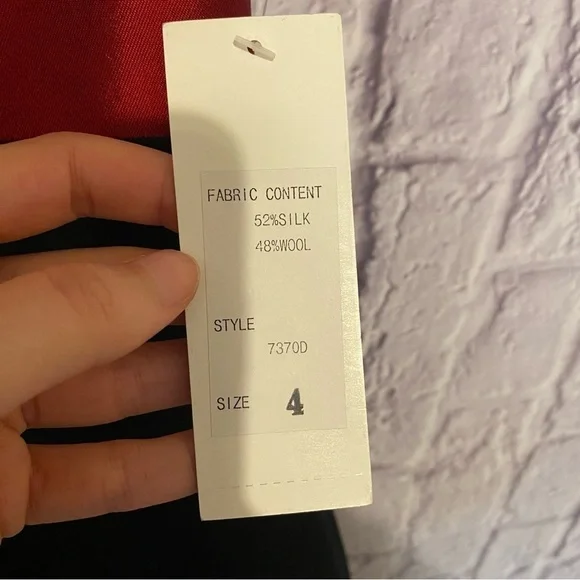 FABRIC CONTENT
52%SILK
48%WOOL
STYLE
7370D
SIZE 4